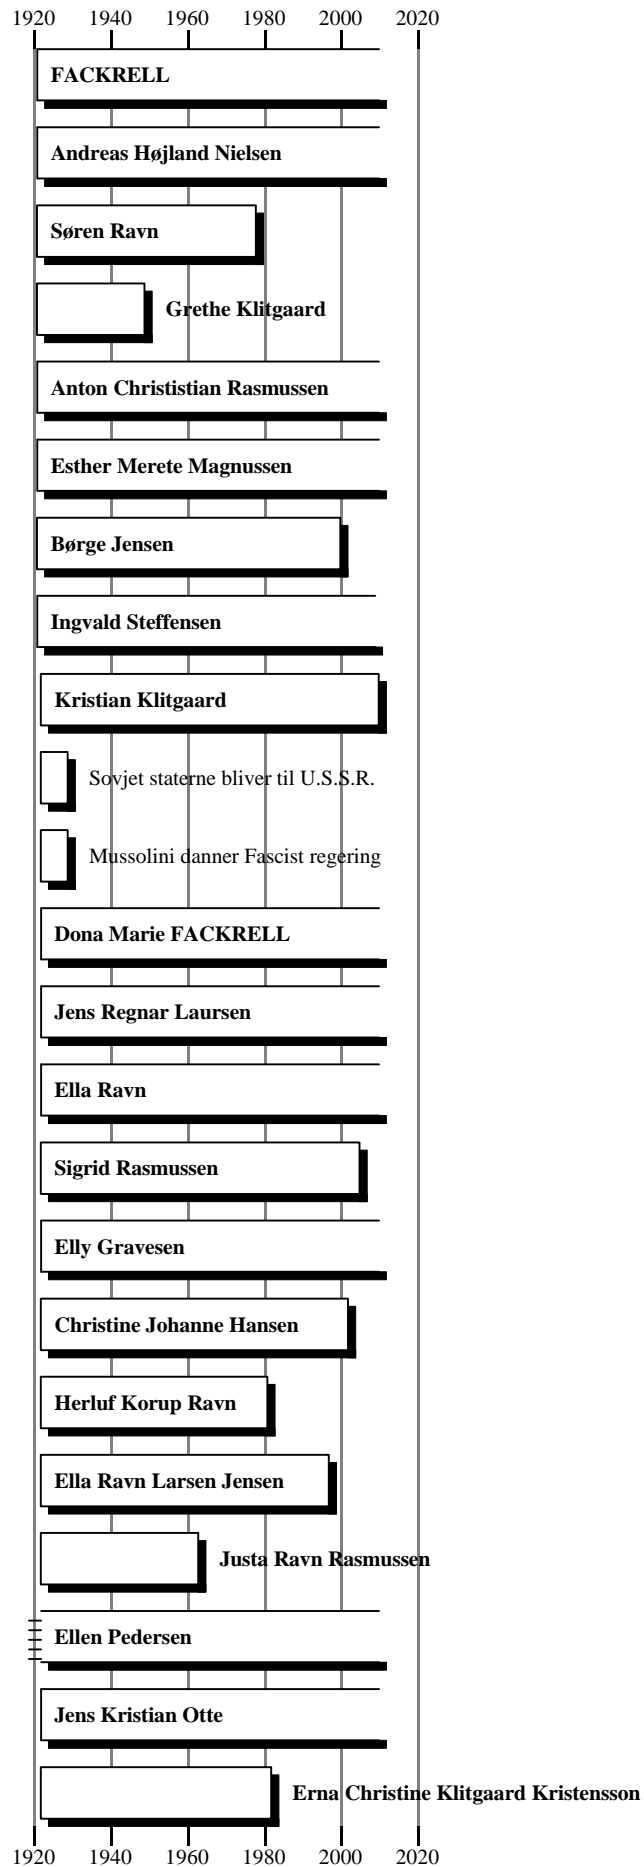 1920 1940 1960 1980 2000 2020
FACKRELL
Andreas Højland Nielsen
Søren Ravn
Grethe Klitgaard
Anton Christistian Rasmussen
Esther Merete Magnussen
Børge Jensen
Ingvald Steffensen
Kristian Klitgaard
Sovjet staterne bliver til U.S.S.R.
Mussolini danner Fascist regering
Dona Marie FACKRELL
Jens Regnar Laursen
Ella Ravn
Sigrid Rasmussen
Elly Gravesen
Christine Johanne Hansen
Herluf Korup Ravn
Ella Ravn Larsen Jensen
Justa Ravn Rasmussen
Ellen Pedersen
Jens Kristian Otte
Erna Christine Klitgaard Kristensson
1920 1940 1960 1980 2000 2020